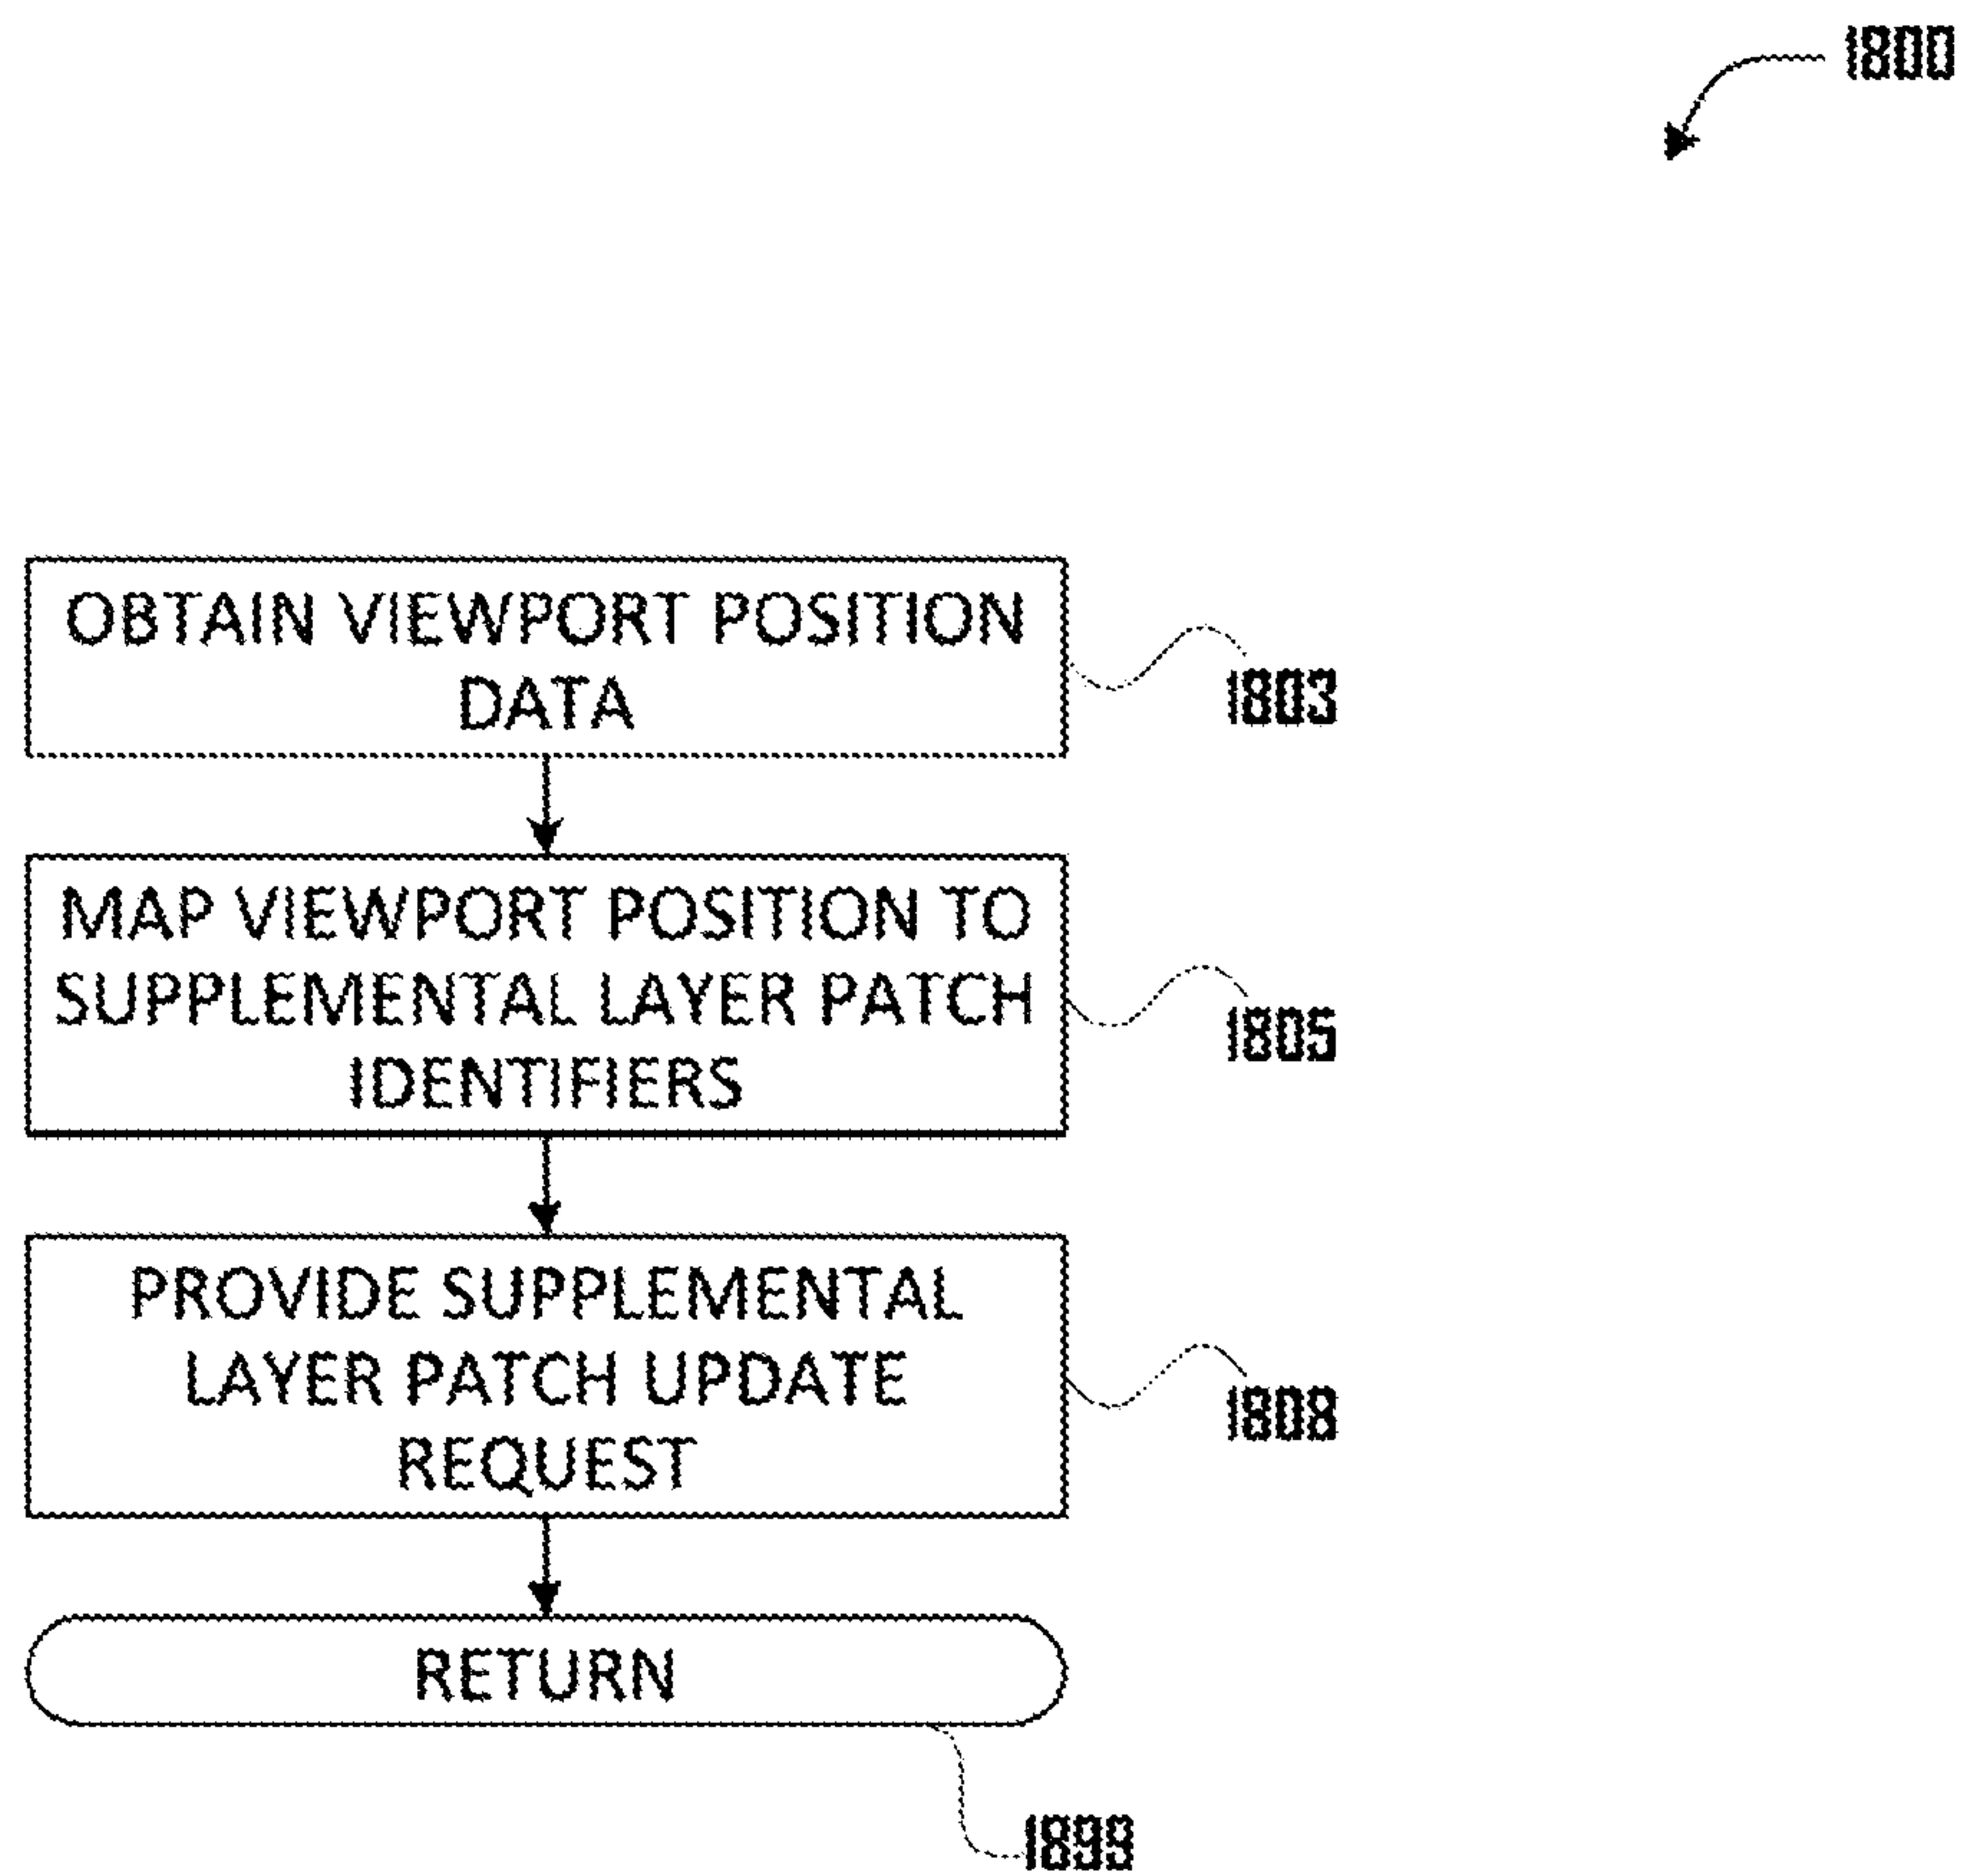 1800
OBTAIN VIEWPORT POSITION
DATA
1803
MAP VIEWPORT POSITION TO
SUPPLEMENTAL LAYER PATCH
IDENTIFIERS
1805
PROVIDE SUPPLEMENTAL
LAYER PATCH UPDATE
REQUEST
1808
RETURN
1899